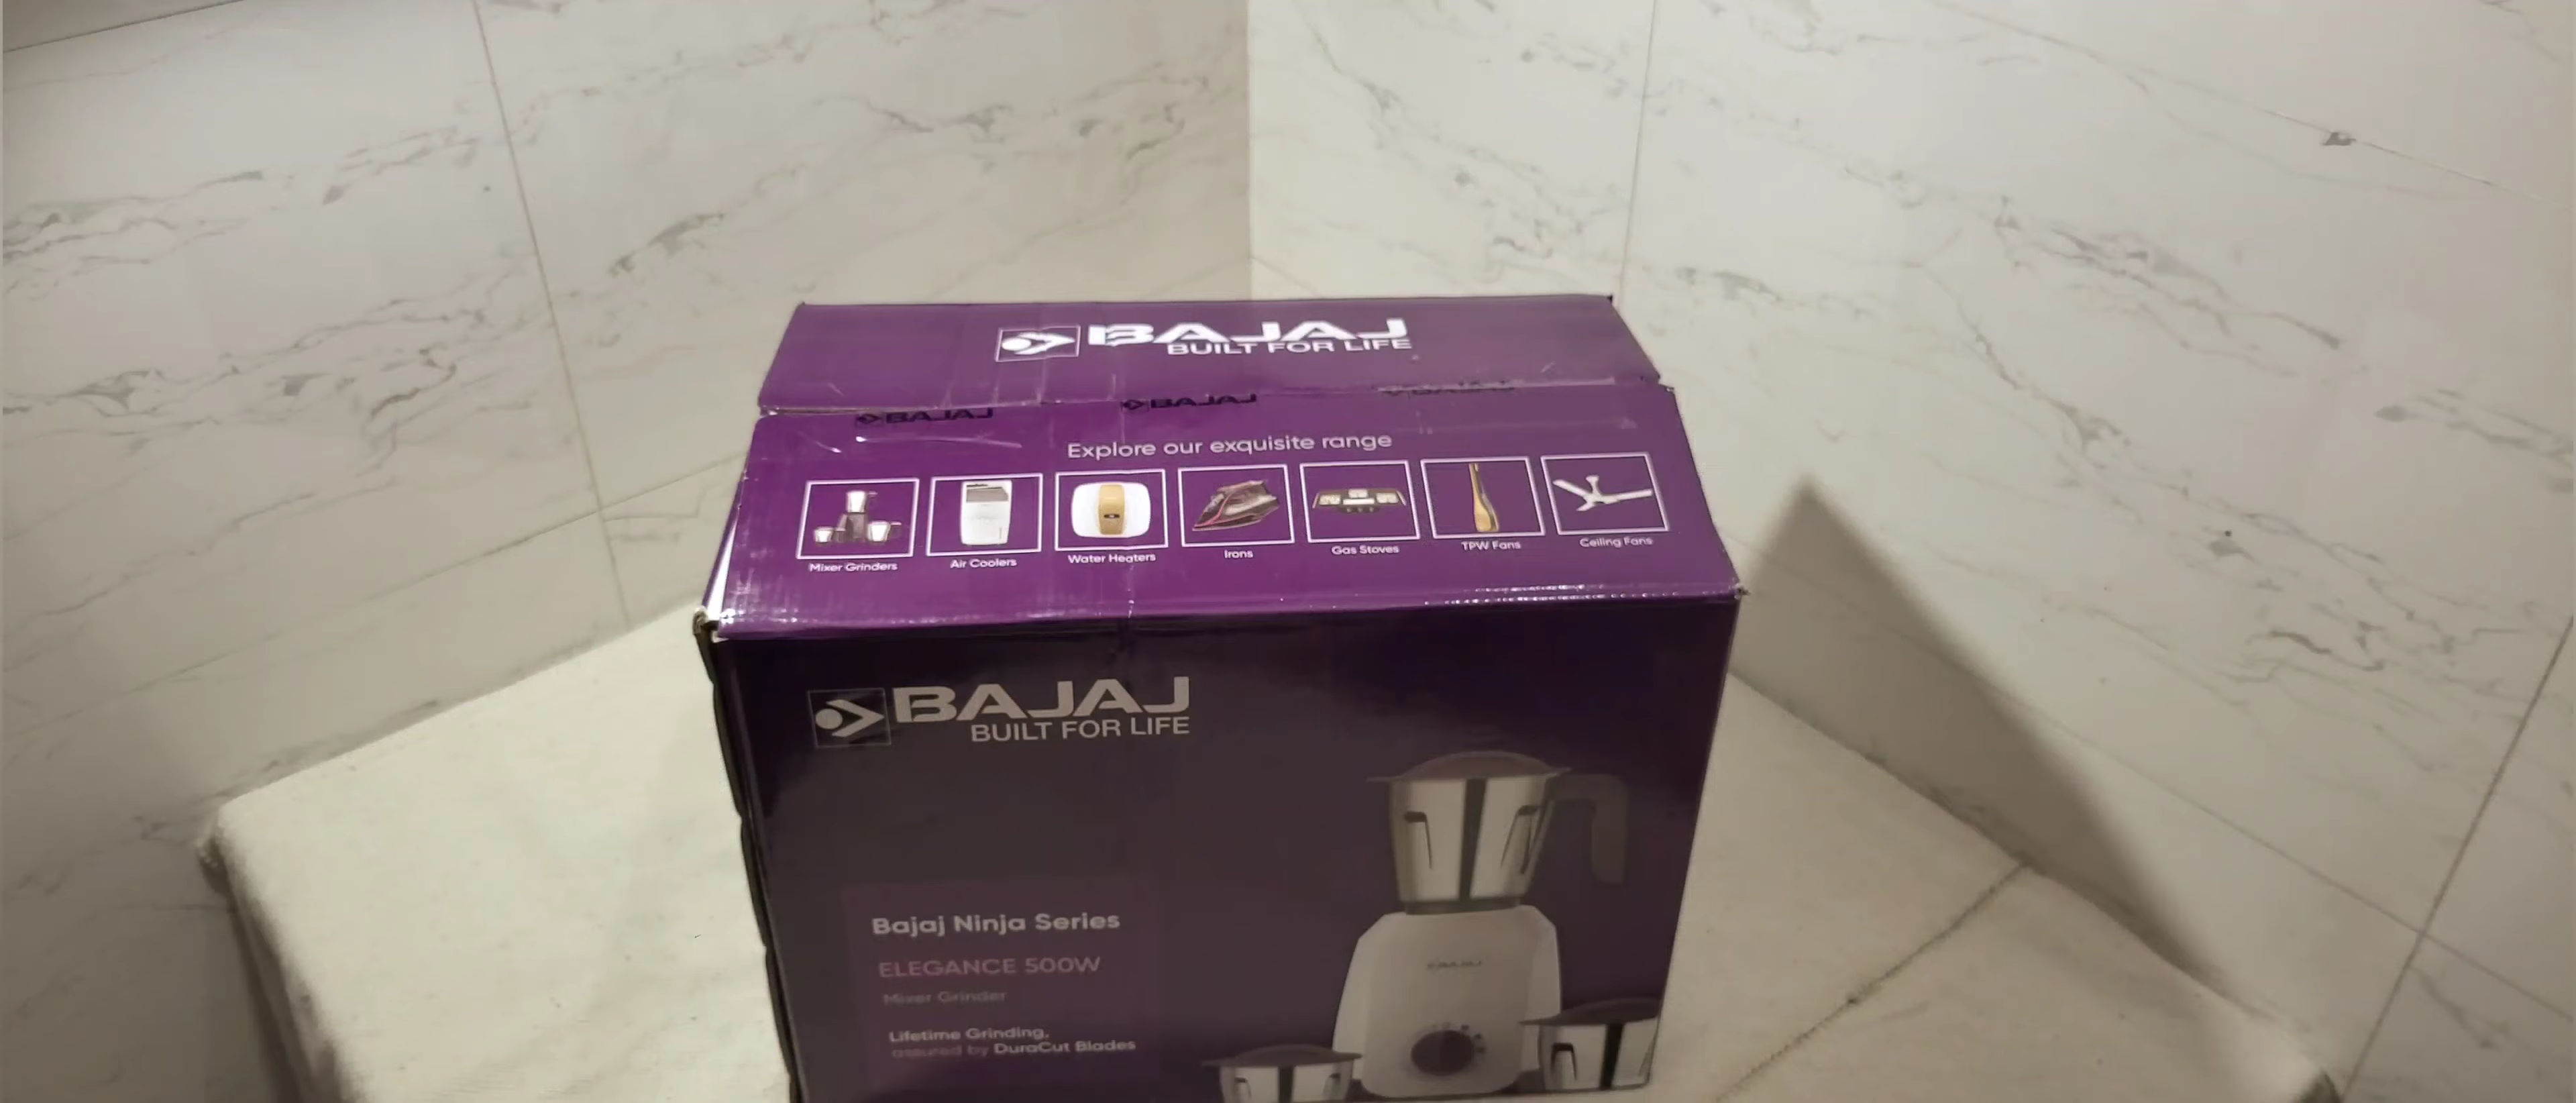 BAJAJ
BUILT FOR LIFE
BAJAJ BAJAJ BAJAJ
Explore our exquisite range
Mixer Grinders Air Coolers Water Heaters Irons Gas Stoves TPW Fans Ceiling Fans
BAJAJ
BUILT FOR LIFE
Bajaj Ninja Series
ELEGANCE 500W
Mixer Grinder
Lifetime Grinding,
assured by DuraCut Blades
BAJAJ